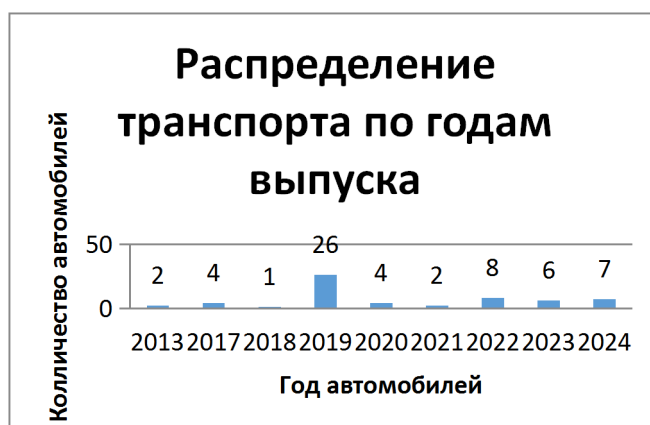 Распределение
транспорта по годам
выпуска
Колличество автомобилей
50
0
2 4 1 26 4 2 8 6 7
2013 2017 2018 2019 2020 2021 2022 2023 2024
Год автомобилей